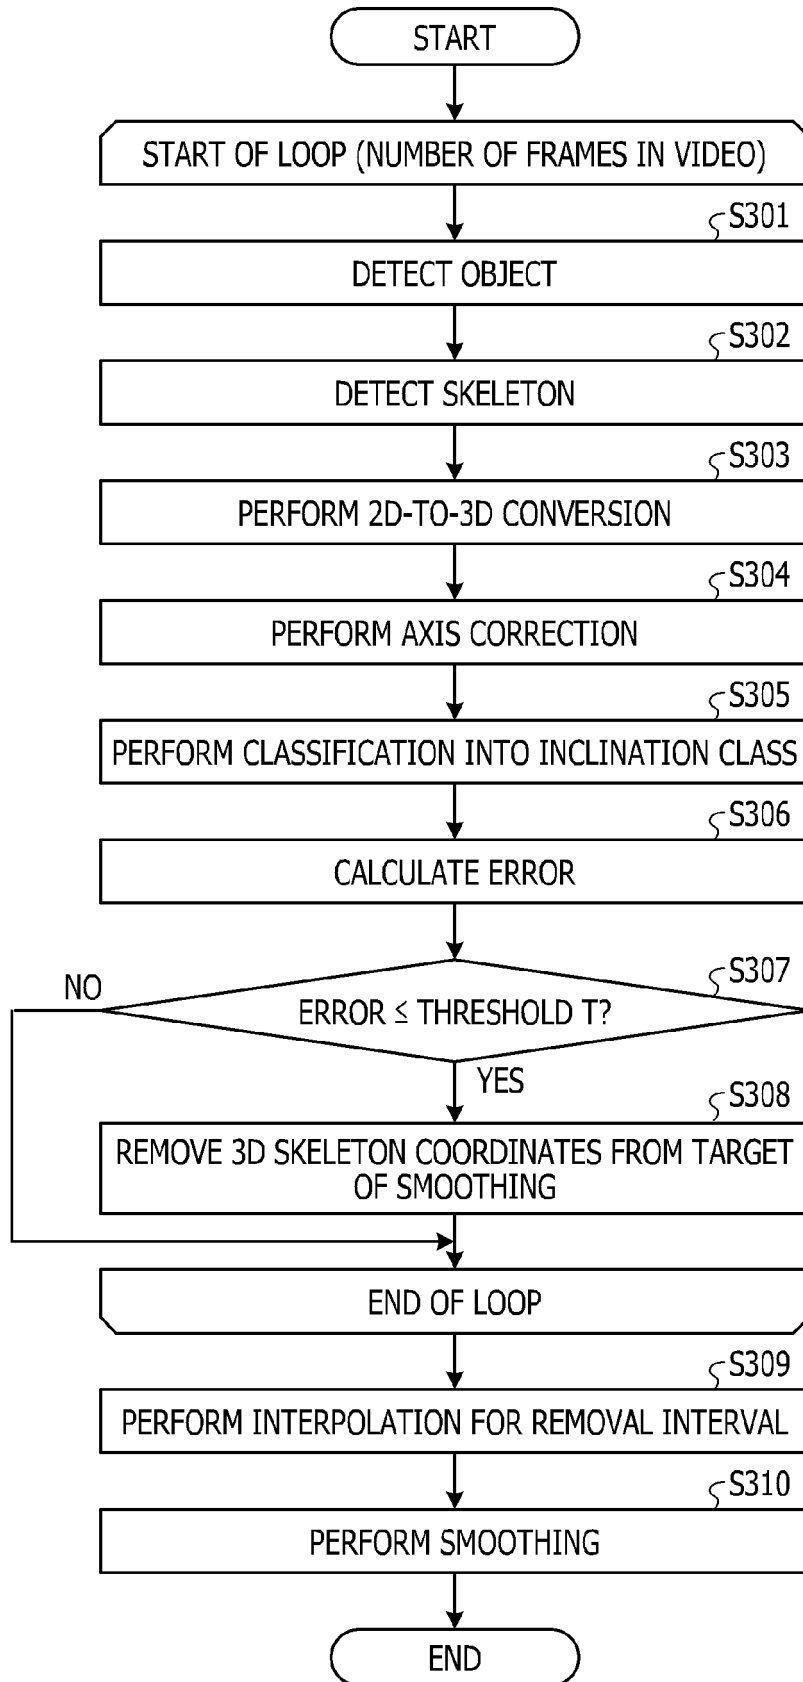 START
START OF LOOP (NUMBER OF FRAMES IN VIDEO)
S301
DETECT OBJECT
S302
DETECT SKELETON
S303
PERFORM 2D-TO-3D CONVERSION
S304
PERFORM AXIS CORRECTION
S305
PERFORM CLASSIFICATION INTO INCLINATION CLASS
S306
CALCULATE ERROR
S307
NO
ERROR ≤ THRESHOLD T?
YES
S308
REMOVE 3D SKELETON COORDINATES FROM TARGET
OF SMOOTHING
END OF LOOP
S309
PERFORM INTERPOLATION FOR REMOVAL INTERVAL
S310
PERFORM SMOOTHING
END